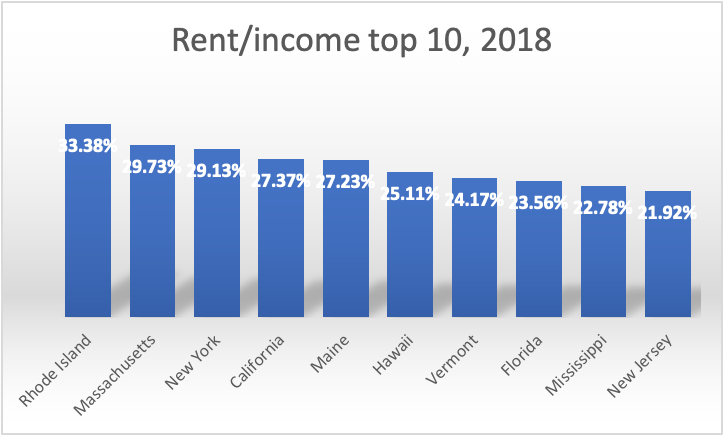 Rent/income top 10, 2018
33.38%
29.73%
29.13%
27.37%
27.23%
25.11%
24.17%
23.56%
22.78%
21.92%
Rhode Island
Massachusetts
New York
California
Maine
Hawaii
Vermont
Florida
Mississippi
New Jersey